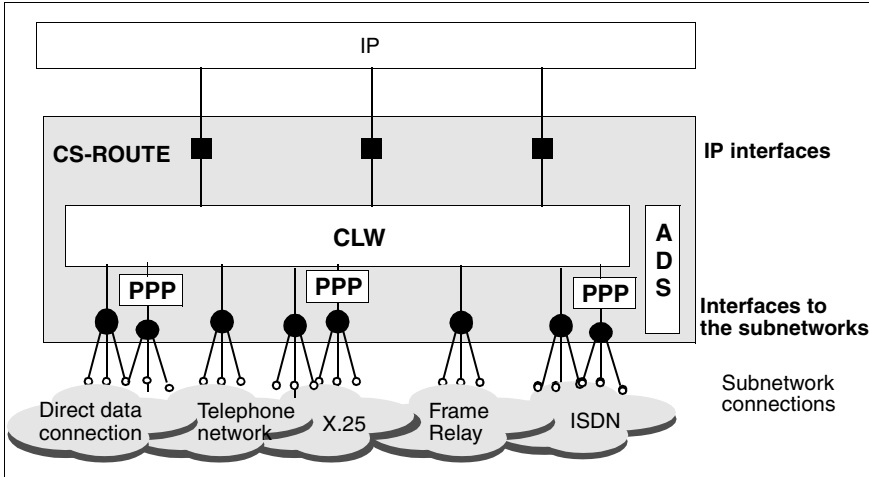 IP
CS-ROUTE
IP interfaces
CLW
A
D
S
PPP
PPP
PPP
Interfaces to
the subnetworks
Direct data
connection
Telephone
network
X.25
Frame
Relay
ISDN
Subnetwork
connections